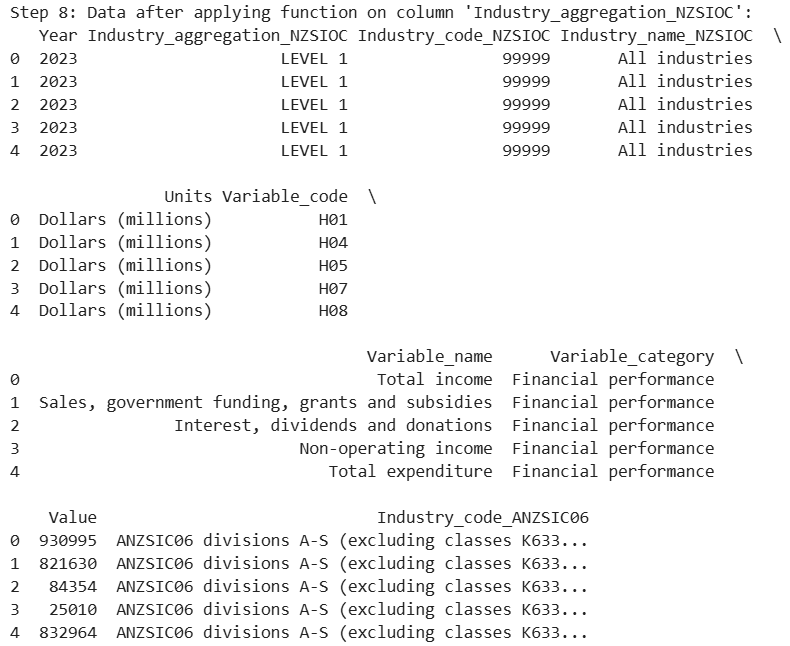 Step 8: Data after applying function on column 'Industry_aggregation_NZSIOC':
   Year Industry_aggregation_NZSIOC Industry_code_NZSIOC Industry_name_NZSIOC  \
0  2023                     LEVEL 1                99999       All industries
1  2023                     LEVEL 1                99999       All industries
2  2023                     LEVEL 1                99999       All industries
3  2023                     LEVEL 1                99999       All industries
4  2023                     LEVEL 1                99999       All industries
                Units Variable_code  \
0  Dollars (millions)           H01
1  Dollars (millions)           H04
2  Dollars (millions)           H05
3  Dollars (millions)           H07
4  Dollars (millions)           H08
                                     Variable_name      Variable_category  \
0                                     Total income  Financial performance
1  Sales, government funding, grants and subsidies  Financial performance
2                Interest, dividends and donations  Financial performance
3                             Non-operating income  Financial performance
4                                Total expenditure  Financial performance
    Value                             Industry_code_ANZSIC06
0  930995  ANZSIC06 divisions A-S (excluding classes K633...
1  821630  ANZSIC06 divisions A-S (excluding classes K633...
2   84354  ANZSIC06 divisions A-S (excluding classes K633...
3   25010  ANZSIC06 divisions A-S (excluding classes K633...
4  832964  ANZSIC06 divisions A-S (excluding classes K633...